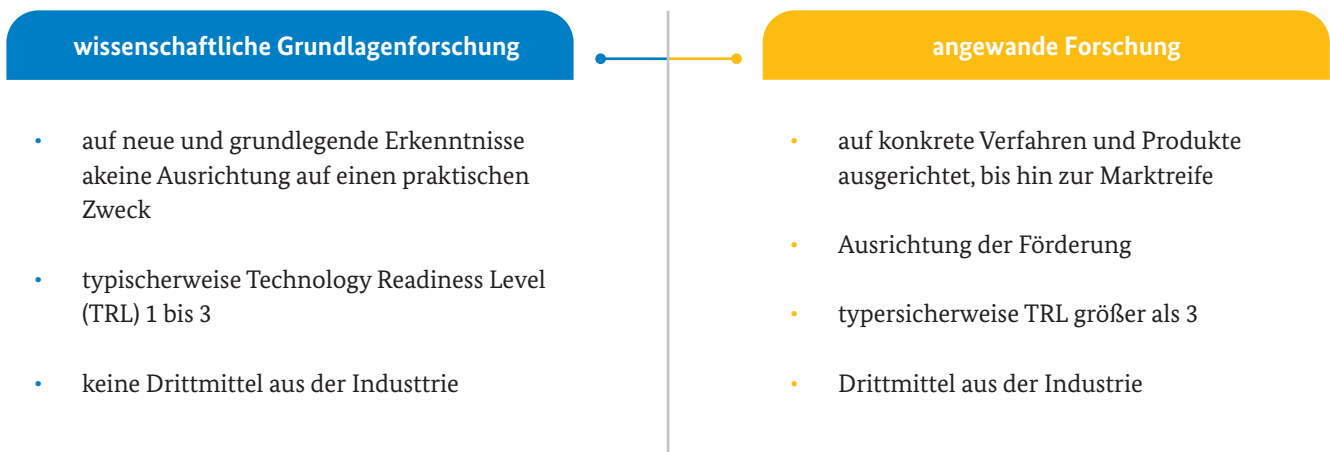 wissenschaftliche Grundlagenforschung
• auf neue und grundlegende Erkenntnisse
akeine Ausrichtung auf einen praktischen
Zweck
• typischerweise Technology Readiness Level
(TRL) 1 bis 3
• keine Drittmittel aus der Industtrie
angewande Forschung
• auf konkrete Verfahren und Produkte
ausgerichtet, bis hin zur Marktreife
• Ausrichtung der Förderung
• typersicherweise TRL größer als 3
• Drittmittel aus der Industrie